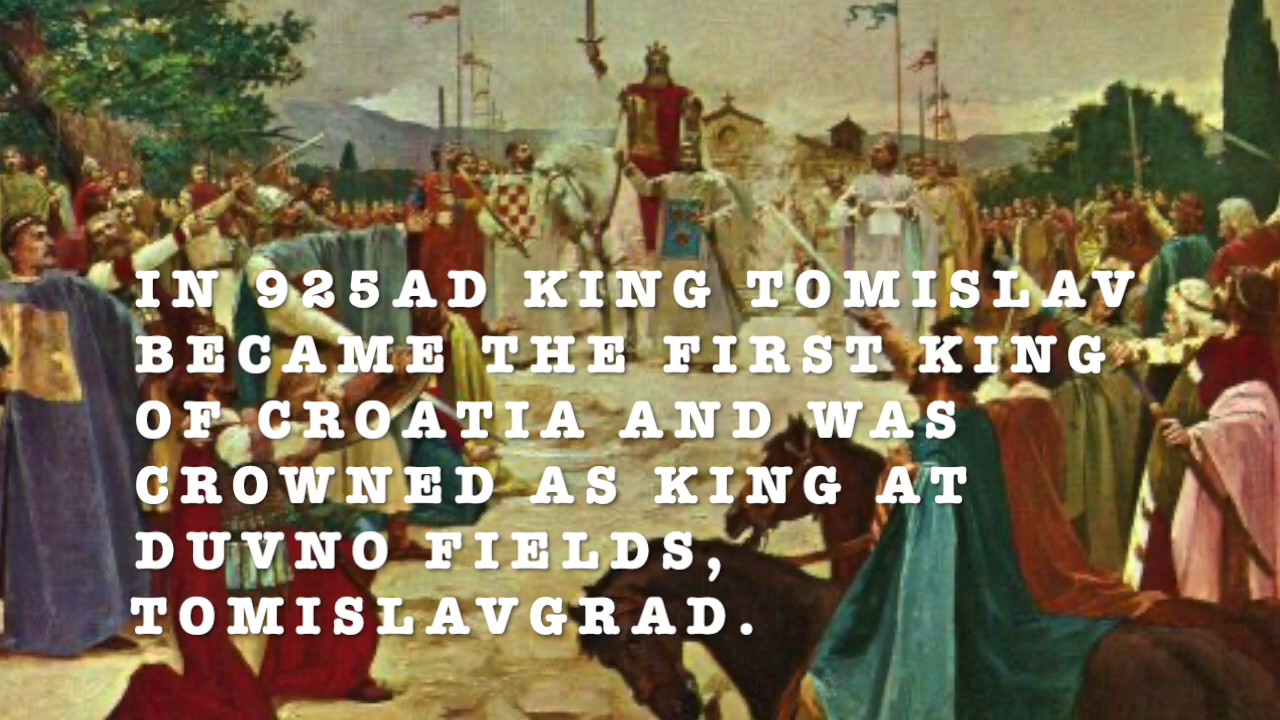 IN 925AD KING TOMISLAV
BECAME THE FIRST KING
OF CROATIA AND WAS
CROWNED AS KING AT
DUVNO FIELDS,
TOMISLAVGRAD.